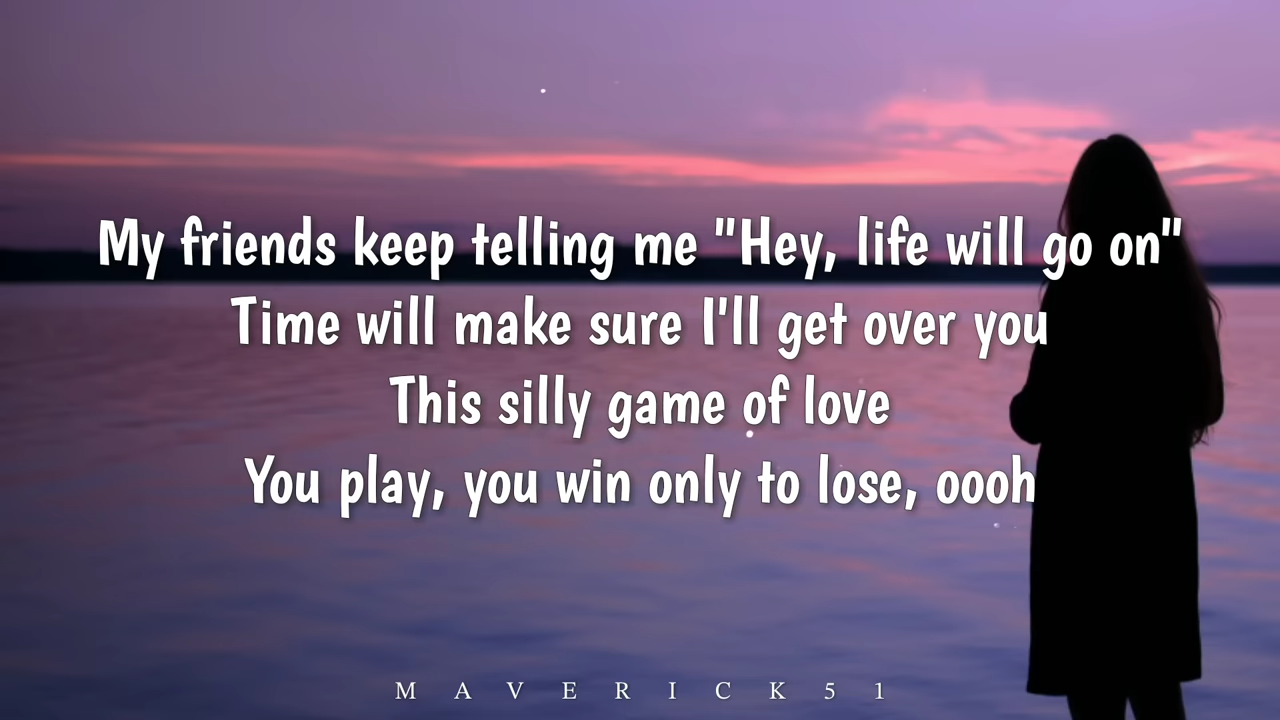 My friends keep telling me "Hey, life will go on"
Time will make sure I'll get over you
This silly game of love
You play, you win only to lose, oooh
MAVERICK51